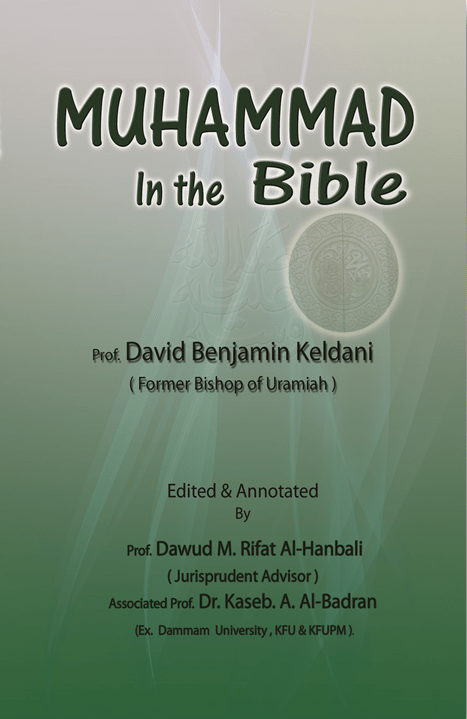 MUHAMMAD
In the Bible
Prof. David Benjamin Keldani
( Former Bishop of Uramiah )
Edited & Annotated
By
Prof. Dawud M. Rifat Al-Hanbali
( Jurisprudent Advisor )
Associated Prof. Dr. Kaseb. A. Al-Badran
(Ex. Dammam University , KFU & KFUPM ).